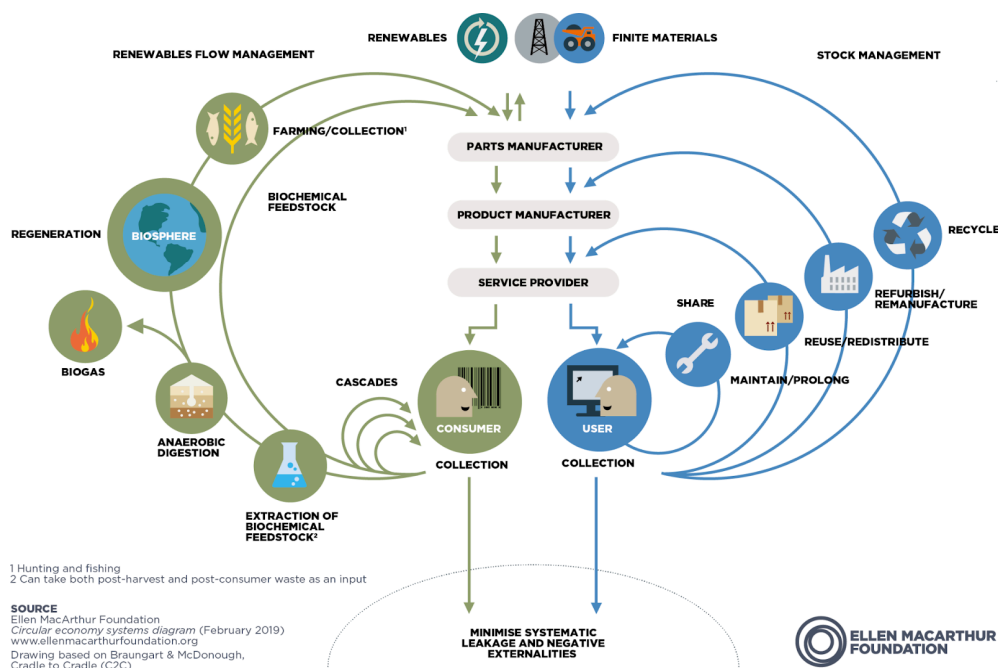 RENEWABLES
FINITE MATERIALS
RENEWABLES FLOW MANAGEMENT
STOCK MANAGEMENT
FARMING/COLLECTION¹
PARTS MANUFACTURER
BIOCHEMICAL
FEEDSTOCK
PRODUCT MANUFACTURER
REGENERATION
BIOSPHERE
RECYCLE
SERVICE PROVIDER
SHARE
REFURBISH/
REMANUFACTURE
REUSE/REDISTRIBUTE
BIOGAS
CASCADES
MAINTAIN/PROLONG
CONSUMER
USER
ANAEROBIC
DIGESTION
COLLECTION
COLLECTION
EXTRACTION OF
BIOCHEMICAL
FEEDSTOCK²
1 Hunting and fishing
2 Can take both post-harvest and post-consumer waste as an input
SOURCE
Ellen MacArthur Foundation
Circular economy systems diagram (February 2019)
www.ellenmacarthurfoundation.org
Drawing based on Braungart & McDonough,
Cradle to Cradle (C2C)
MINIMISE SYSTEMATIC
LEAKAGE AND NEGATIVE
EXTERNALITIES
ELLEN MACARTHUR
FOUNDATION